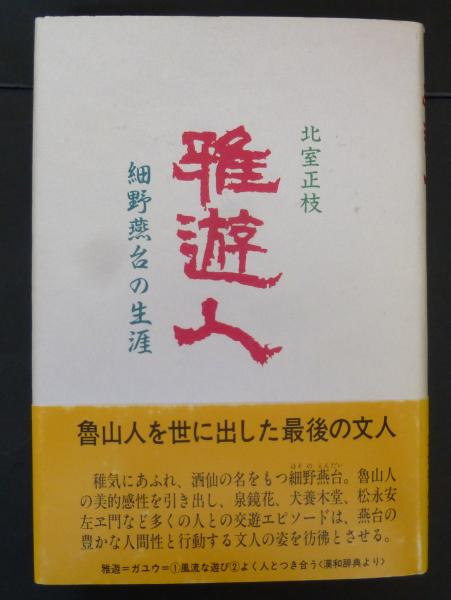 北室正枝
雅遊人
細野燕台の生涯
魯山人を世に出した最後の文人
稚気にあふれ、酒仙の名をもつ細野燕台。魯山人
ほそのえんだい
の美的感性を引き出し、泉鏡花、犬養木堂、松永安
左ヱ門など多くの人との交遊エピソードは、燕台の
豊かな人間性と行動する文人の姿を彷彿とさせる。
雅遊＝ガユウ＝①風流な遊び②よく人とつき合う〈漢和辞典より〉